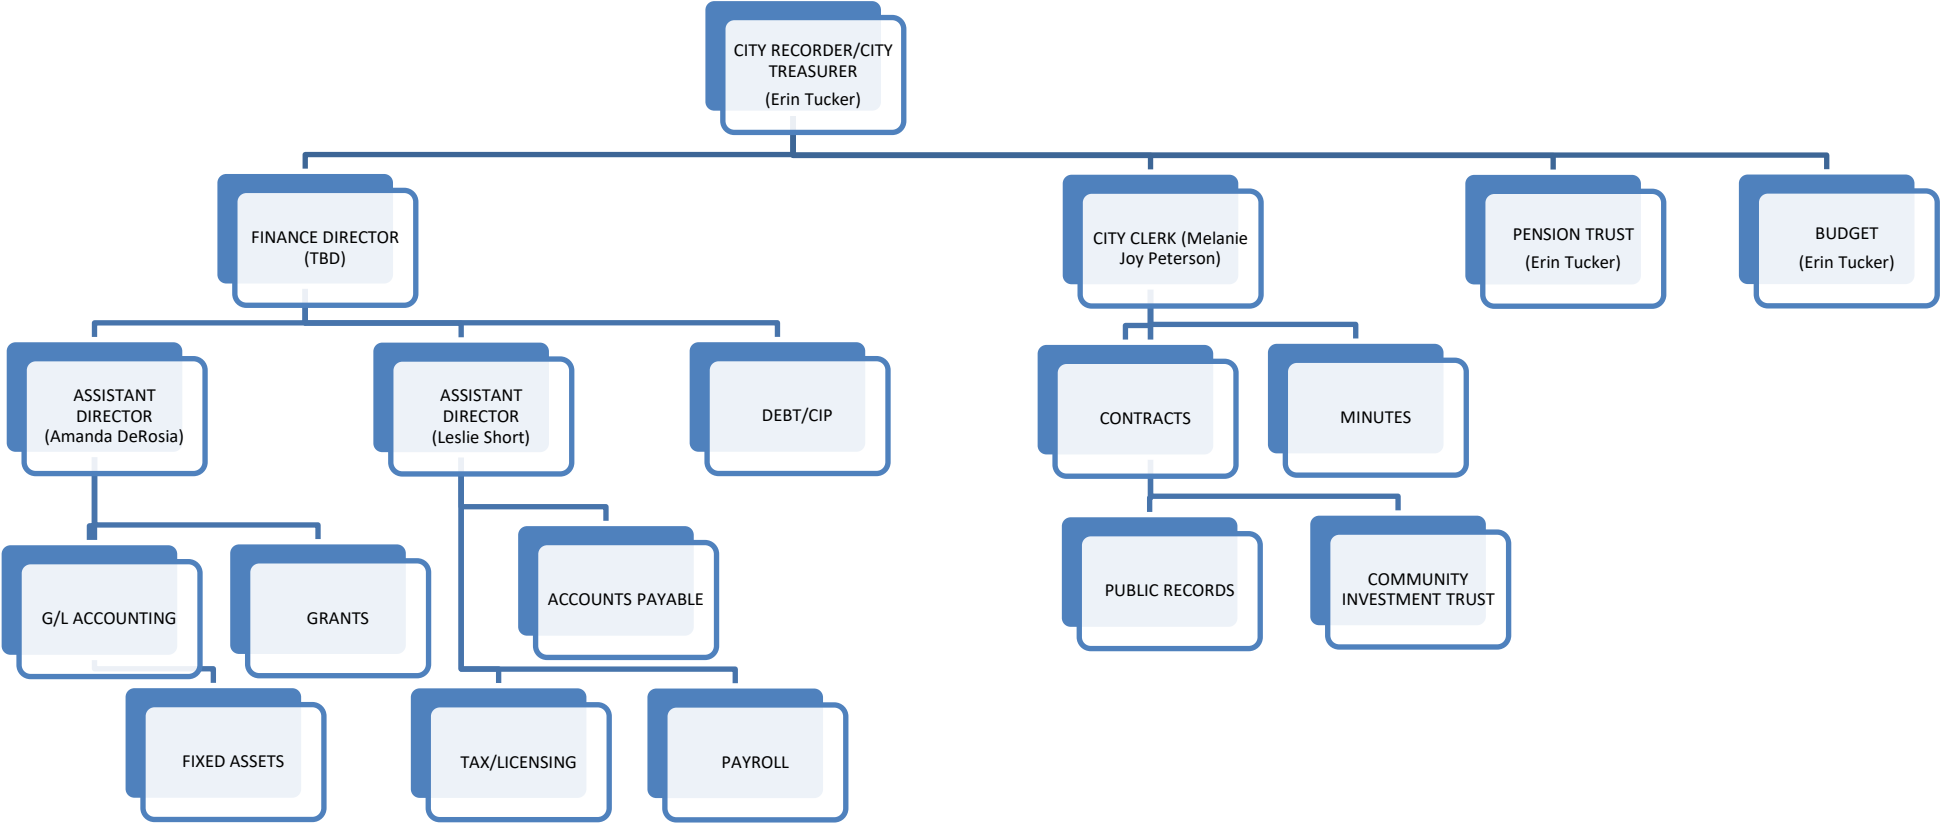 CITY RECORDER/CITY
TREASURER
(Erin Tucker)
FINANCE DIRECTOR
(TBD)
CITY CLERK (Melanie
Joy Peterson)
PENSION TRUST
(Erin Tucker)
BUDGET
(Erin Tucker)
ASSISTANT
DIRECTOR
(Amanda DeRosia)
ASSISTANT
DIRECTOR
(Leslie Short)
DEBT/CIP
CONTRACTS
MINUTES
G/L ACCOUNTING
GRANTS
ACCOUNTS PAYABLE
PUBLIC RECORDS
COMMUNITY
INVESTMENT TRUST
FIXED ASSETS
TAX/LICENSING
PAYROLL